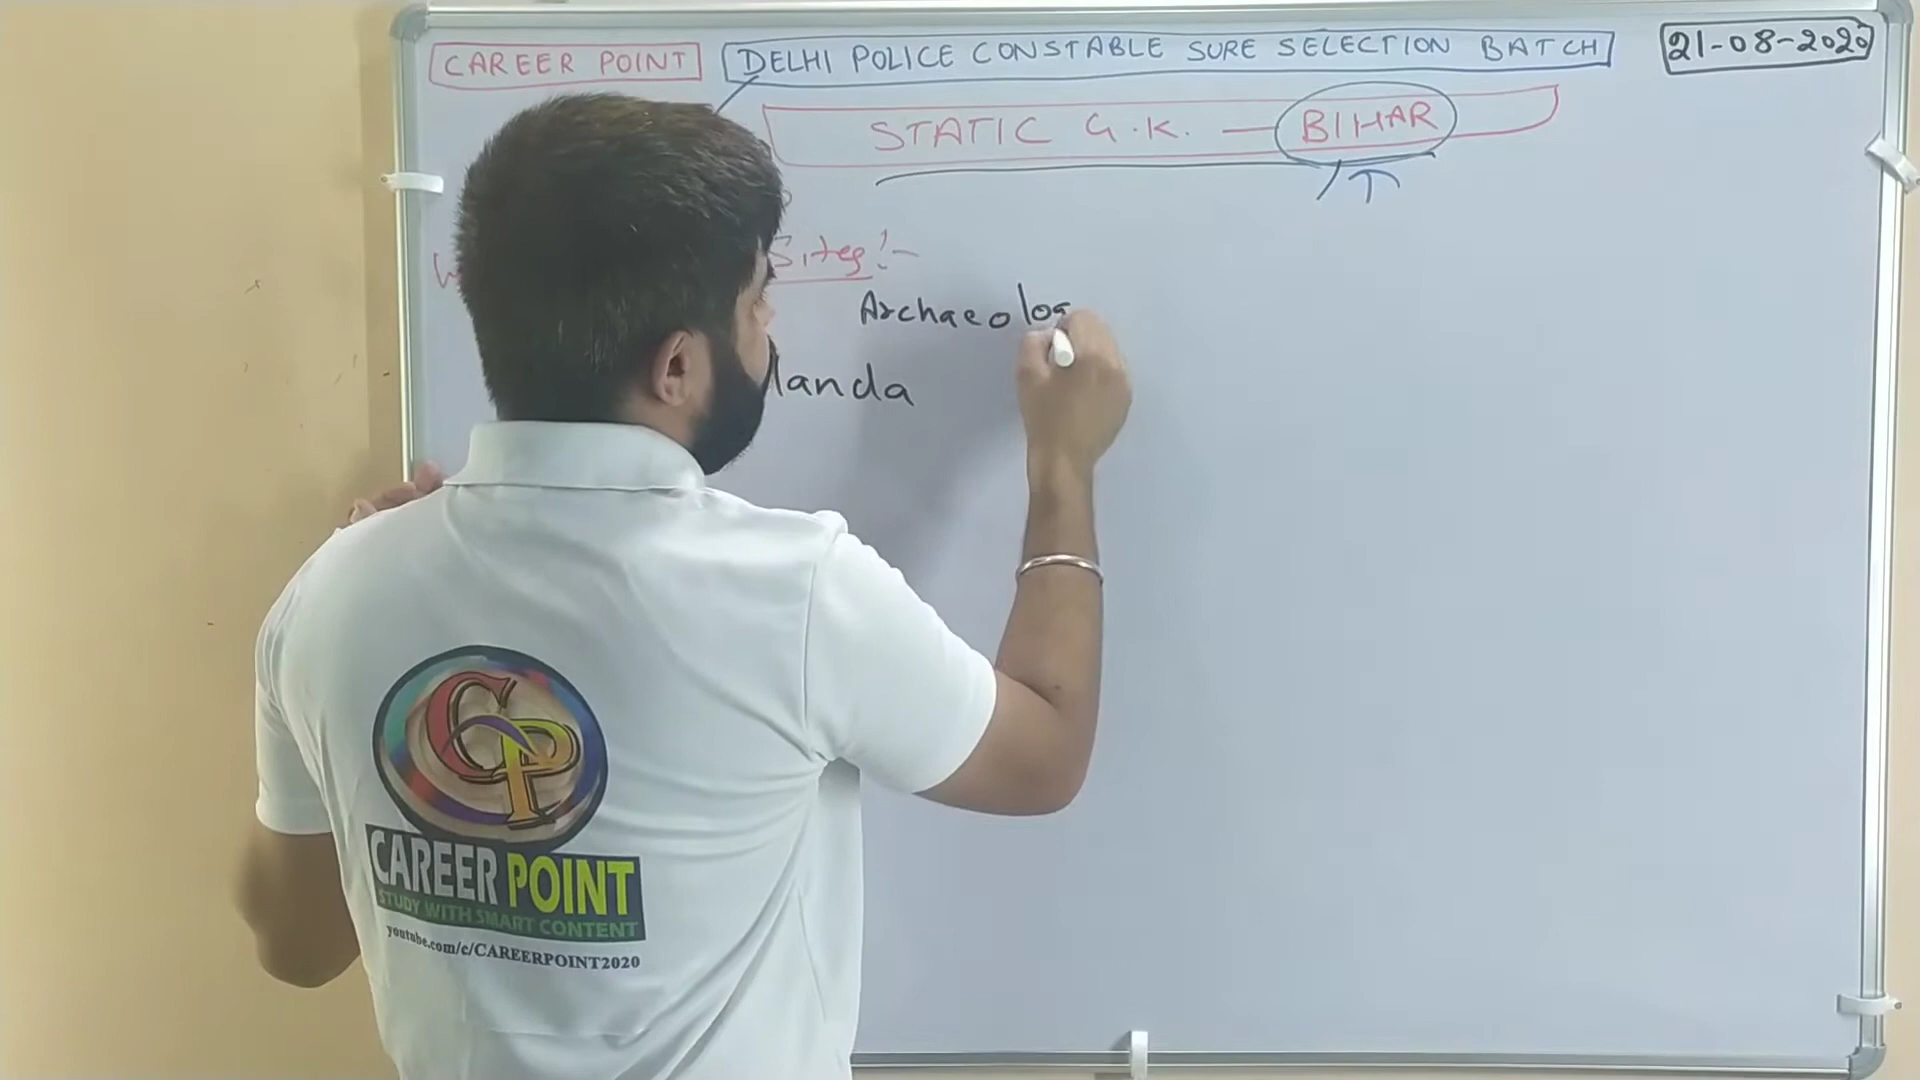 CAREER POINT DELHI POLICE CONSTABLE SURE SELECTION BATCH 21-08-2020
STATIC G.K. — BIHAR
Sites:-
Archaeolog
landa
CP
CAREER POINT
STUDY WITH SMART CONTENT
youtube.com/c/CAREERPOINT2020